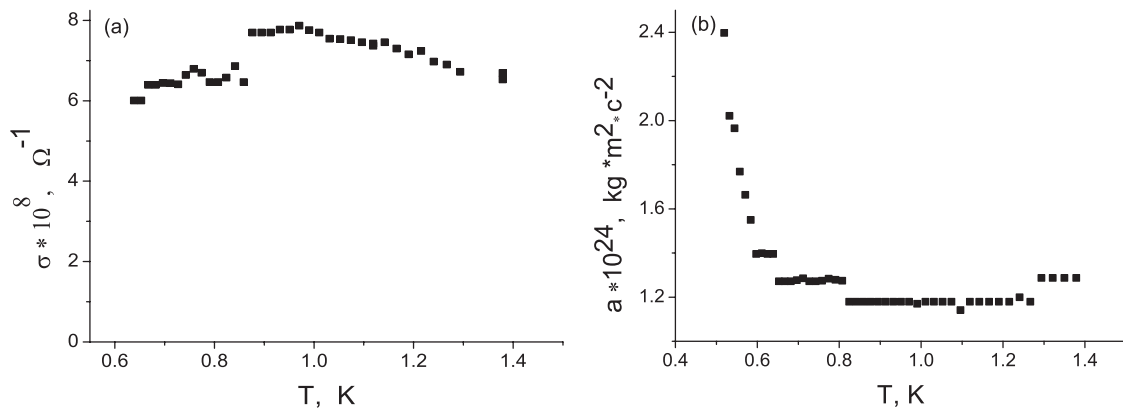 (a)
8
6
4
2
0
σ*10^8, Ω^-1
0.6 0.8 1.0 1.2 1.4
T, K
(b)
2.4
2.0
1.6
1.2
a*10^24, kg*m^2*c^-2
0.4 0.6 0.8 1.0 1.2 1.4
T, K